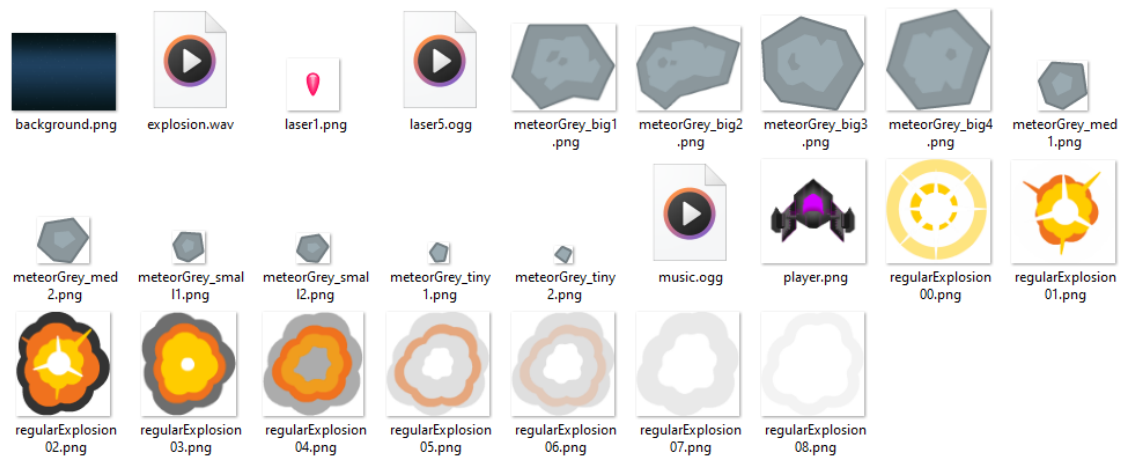 background.png
explosion.wav
laser1.png
laser5.ogg
meteorGrey_big1
.png
meteorGrey_big2
.png
meteorGrey_big3
.png
meteorGrey_big4
.png
meteorGrey_med
1.png
meteorGrey_med
2.png
meteorGrey_smal
l1.png
meteorGrey_smal
l2.png
meteorGrey_tiny
1.png
meteorGrey_tiny
2.png
music.ogg
player.png
regularExplosion
00.png
regularExplosion
01.png
regularExplosion
02.png
regularExplosion
03.png
regularExplosion
04.png
regularExplosion
05.png
regularExplosion
06.png
regularExplosion
07.png
regularExplosion
08.png